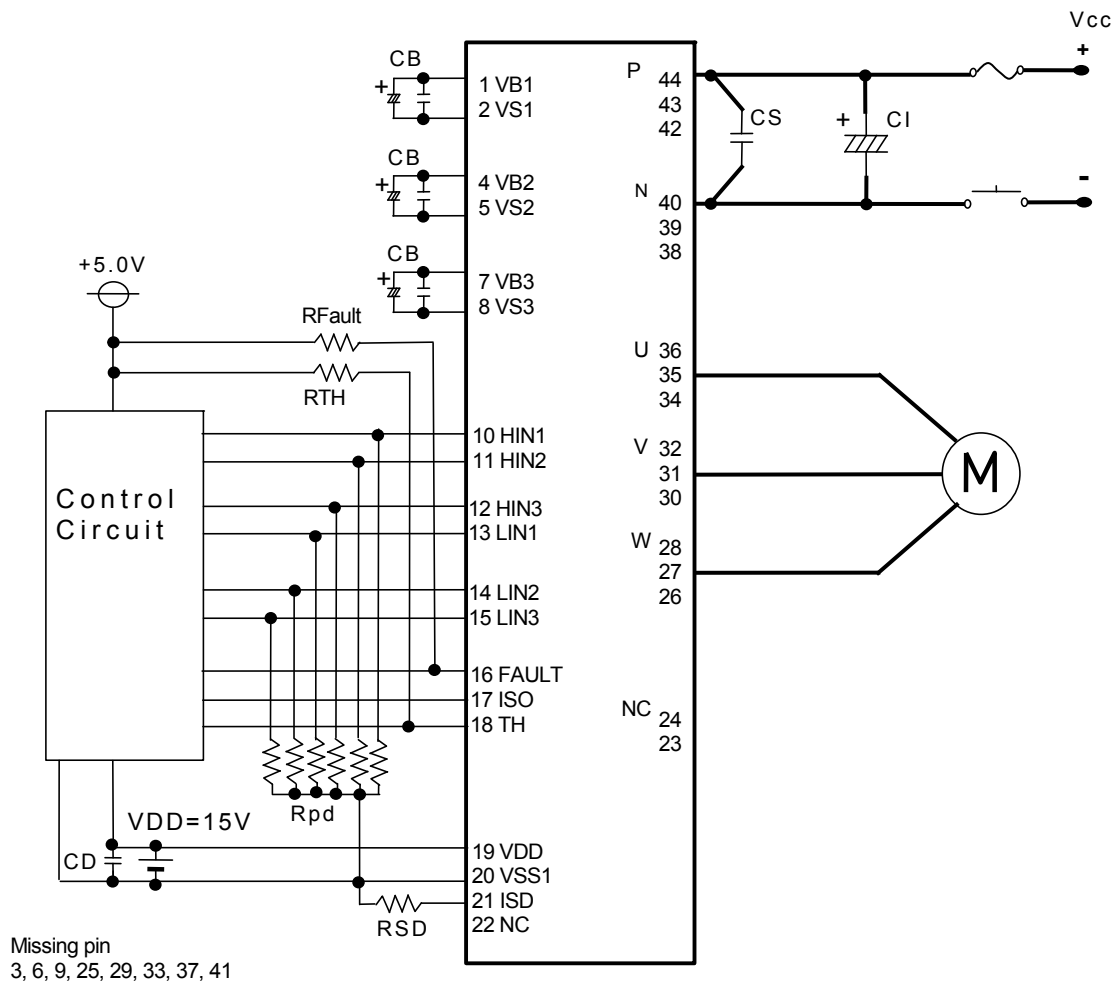 Vcc
+
-
P 44
43
42
CS
+ CI
N 40
39
38
CB
+
1 VB1
2 VS1
CB
+
4 VB2
5 VS2
CB
+
7 VB3
8 VS3
+5.0V
RFault
RTH
U 36
35
34
V 32
31
30
W 28
27
26
M
Control
Circuit
10 HIN1
11 HIN2
12 HIN3
13 LIN1
14 LIN2
15 LIN3
16 FAULT
17 ISO
18 TH
NC 24
23
Rpd
VDD=15V
CD
19 VDD
20 VSS1
21 ISD
22 NC
RSD
Missing pin
3, 6, 9, 25, 29, 33, 37, 41